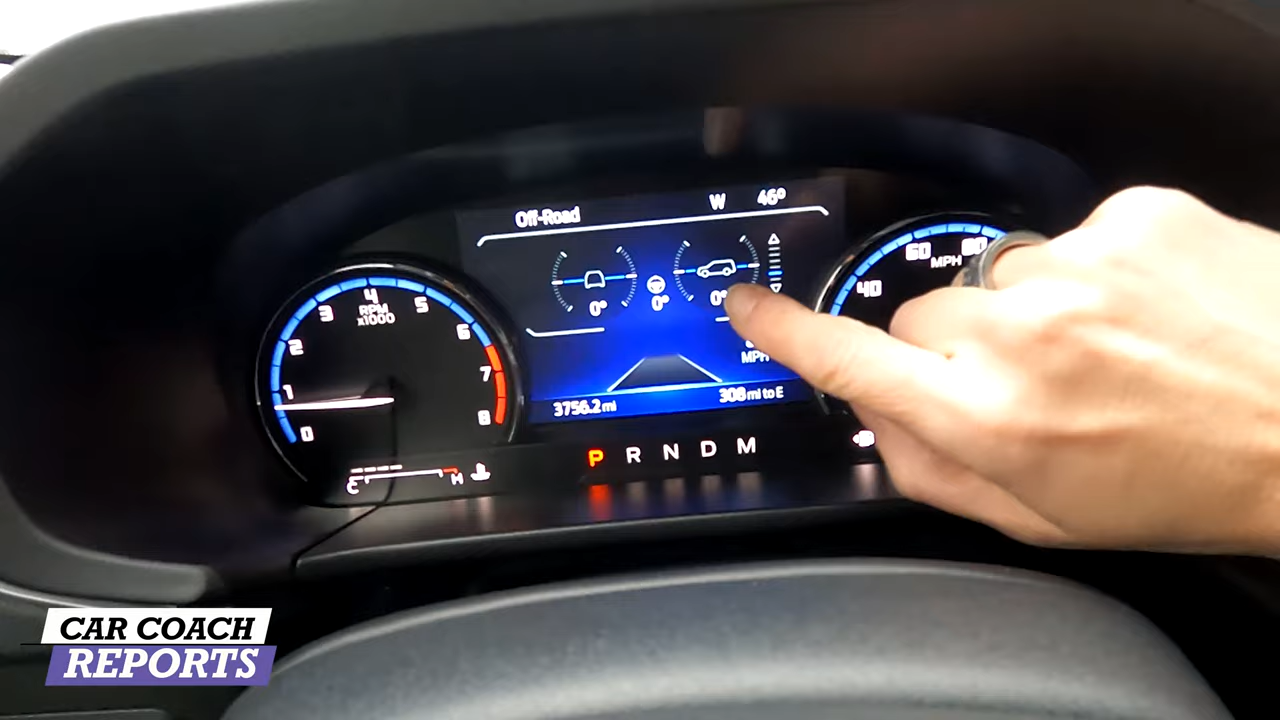 Off-Road W 46°
0° 0° 0°
MPH
3756.2 mi 308 mi to E
P R N D M
0 1 2 3 4 5 6 7 8
RPM
x1000
C H
40 60 80
MPH
CAR COACH
REPORTS